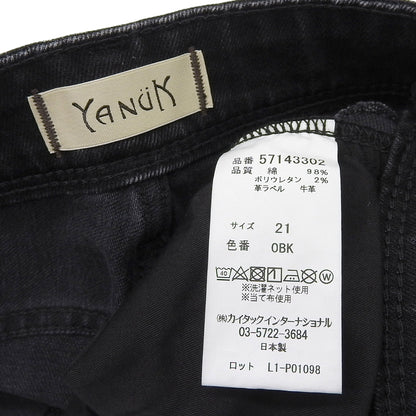 YANÜK
品番 57143302
品質 綿 98%
ポリウレタン 2%
革ラベル 牛革
サイズ 21
色番 0BK
40
※洗濯ネット使用
※当て布使用
㈱カイタックインターナショナル
03-5722-3684
日本製
ロット L1-P01098